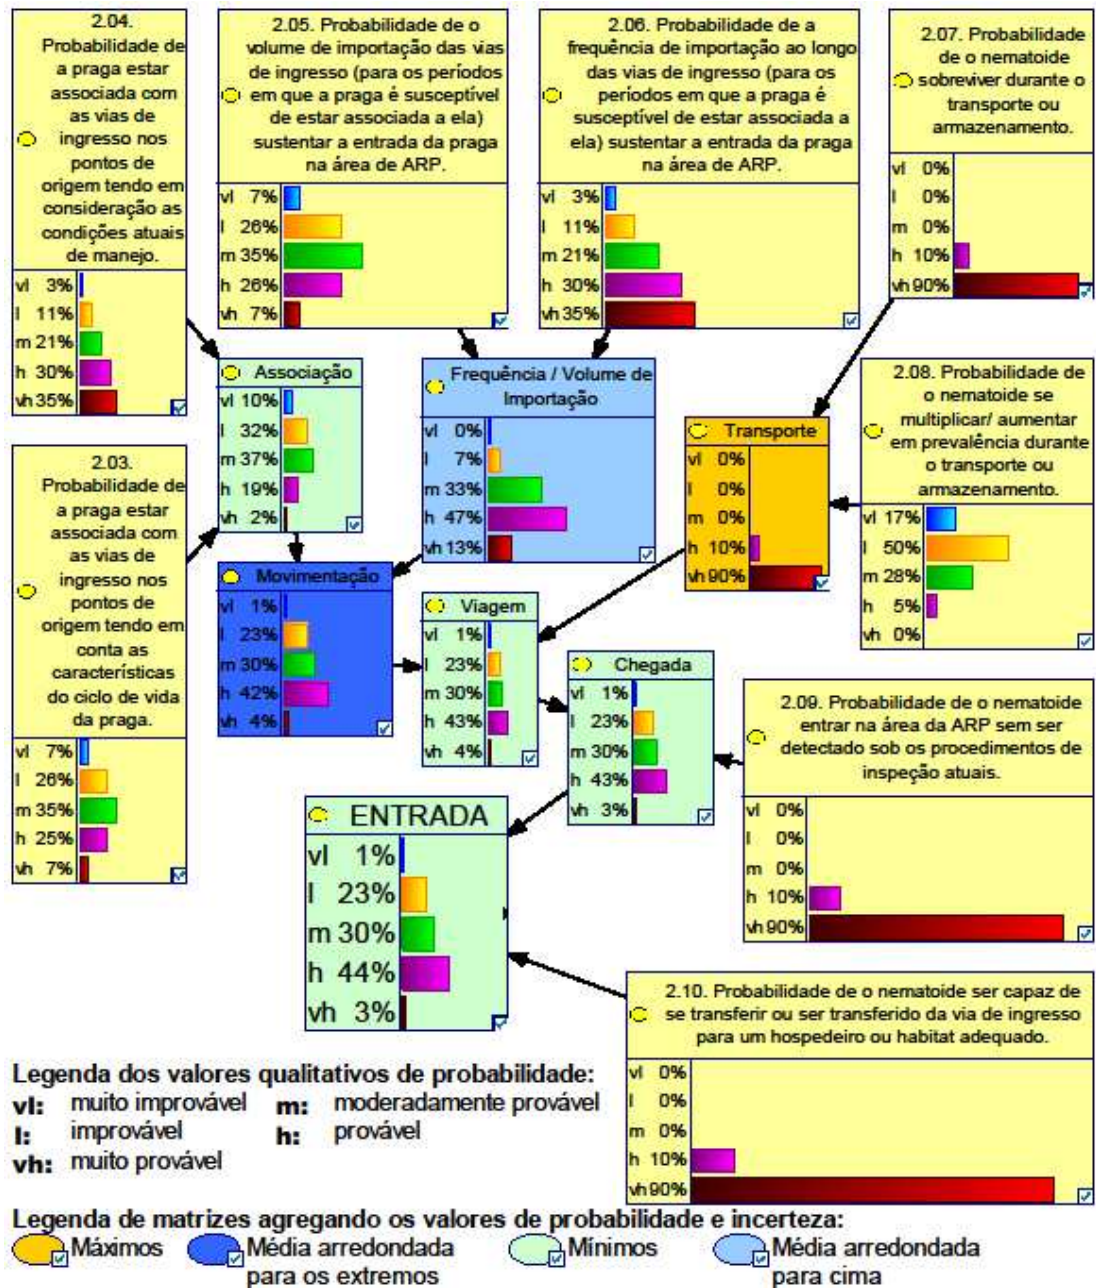 2.04.
Probabilidade de
a praga estar
associada com
as vias de
ingresso nos
pontos de
origem tendo em
consideração as
condições atuais
de manejo.
vl 3%
l 11%
m 21%
h 30%
vh 35%
2.05. Probabilidade de o
volume de importação das vias
de ingresso (para os períodos
em que a praga é susceptível
de estar associada a ela)
sustentar a entrada da praga
na área de ARP.
vl 7%
l 26%
m 35%
h 26%
vh 7%
2.06. Probabilidade de a
frequência de importação ao longo
das vias de ingresso (para os
períodos em que a praga é
susceptível de estar associada a
ela) sustentar a entrada da praga
na área de ARP.
vl 3%
l 11%
m 21%
h 30%
vh 35%
2.07. Probabilidade
de o nematoide
sobreviver durante o
transporte ou
armazenamento.
vl 0%
l 0%
m 0%
h 10%
vh 90%
Associação
vl 10%
l 32%
m 37%
h 19%
vh 2%
Frequência / Volume de
Importação
vl 0%
l 7%
m 33%
h 47%
vh 13%
Transporte
vl 0%
l 0%
m 0%
h 10%
vh 90%
2.08. Probabilidade de
o nematoide se
multiplicar/ aumentar
em prevalência durante
o transporte ou
armazenamento.
vl 17%
l 50%
m 28%
h 5%
vh 0%
2.03.
Probabilidade de
a praga estar
associada com
as vias de
ingresso nos
pontos de
origem tendo em
conta as
características
do ciclo de vida
da praga.
vl 7%
l 26%
m 35%
h 25%
vh 7%
Movimentação
vl 1%
l 23%
m 30%
h 42%
vh 4%
Viagem
vl 1%
l 23%
m 30%
h 43%
vh 4%
Chegada
vl 1%
l 23%
m 30%
h 43%
vh 3%
2.09. Probabilidade de o nematoide
entrar na área da ARP sem ser
detectado sob os procedimentos de
inspeção atuais.
vl 0%
l 0%
m 0%
h 10%
vh 90%
ENTRADA
vl 1%
l 23%
m 30%
h 44%
vh 3%
2.10. Probabilidade de o nematoide ser capaz de
se transferir ou ser transferido da via de ingresso
para um hospedeiro ou habitat adequado.
vl 0%
l 0%
m 0%
h 10%
vh 90%
Legenda dos valores qualitativos de probabilidade:
vl: muito improvável m: moderadamente provável
l: improvável h: provável
vh: muito provável
Legenda de matrizes agregando os valores de probabilidade e incerteza:
Máximos Média arredondada Mínimos Média arredondada
para os extremos para cima